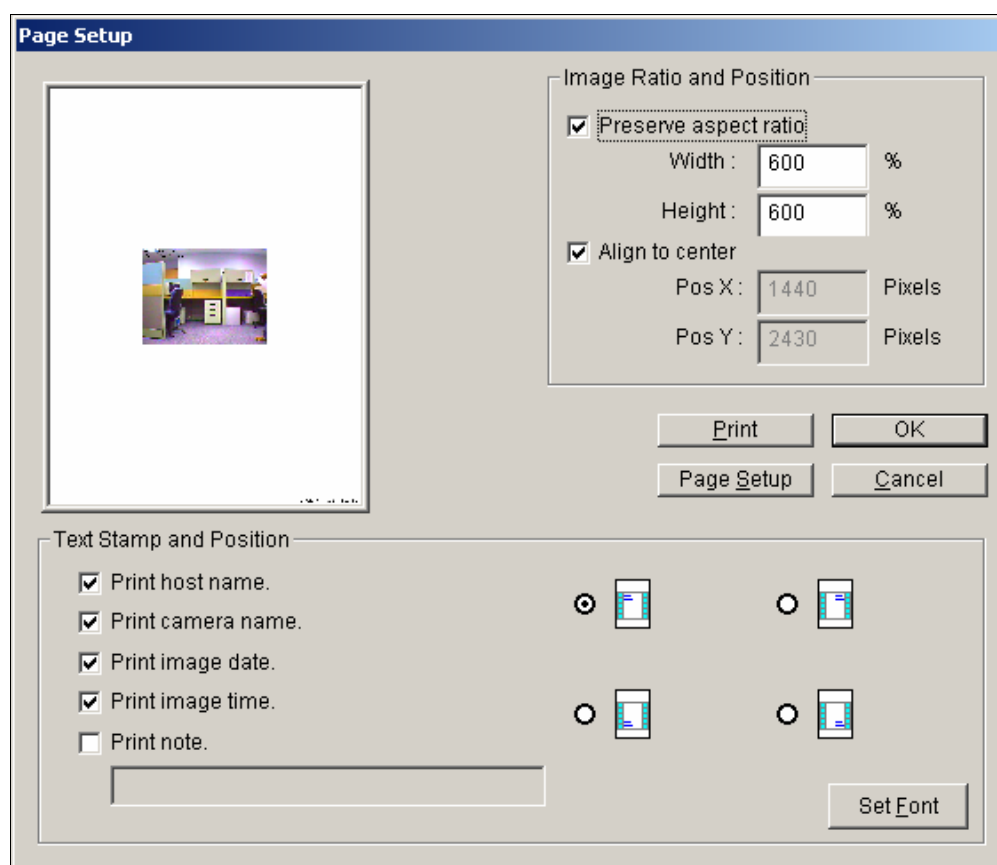 Page Setup
Image Ratio and Position
Preserve aspect ratio
Width : 600 %
Height : 600 %
Align to center
Pos X : 1440 Pixels
Pos Y : 2430 Pixels
Print OK
Page Setup Cancel
Text Stamp and Position
Print host name.
Print camera name.
Print image date.
Print image time.
Print note.
Set Font